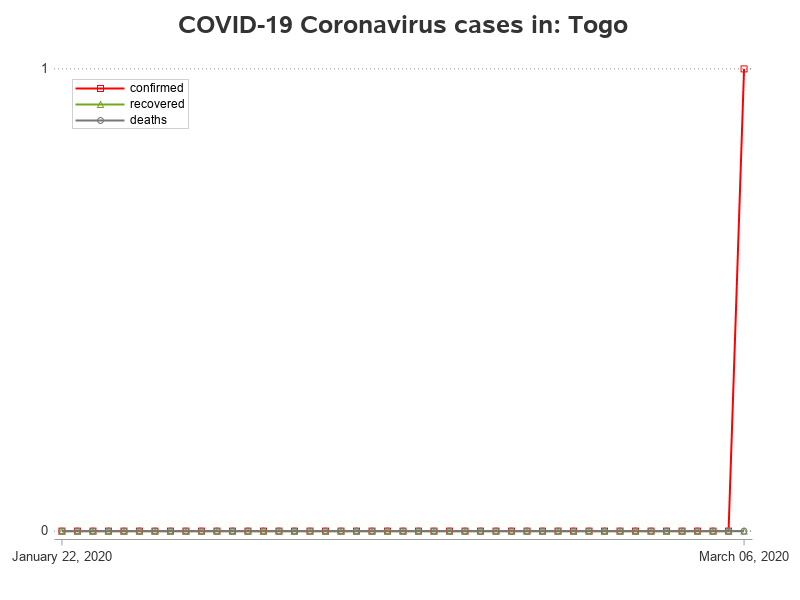 COVID-19 Coronavirus cases in: Togo
1
confirmed
recovered
deaths
0
January 22, 2020
March 06, 2020